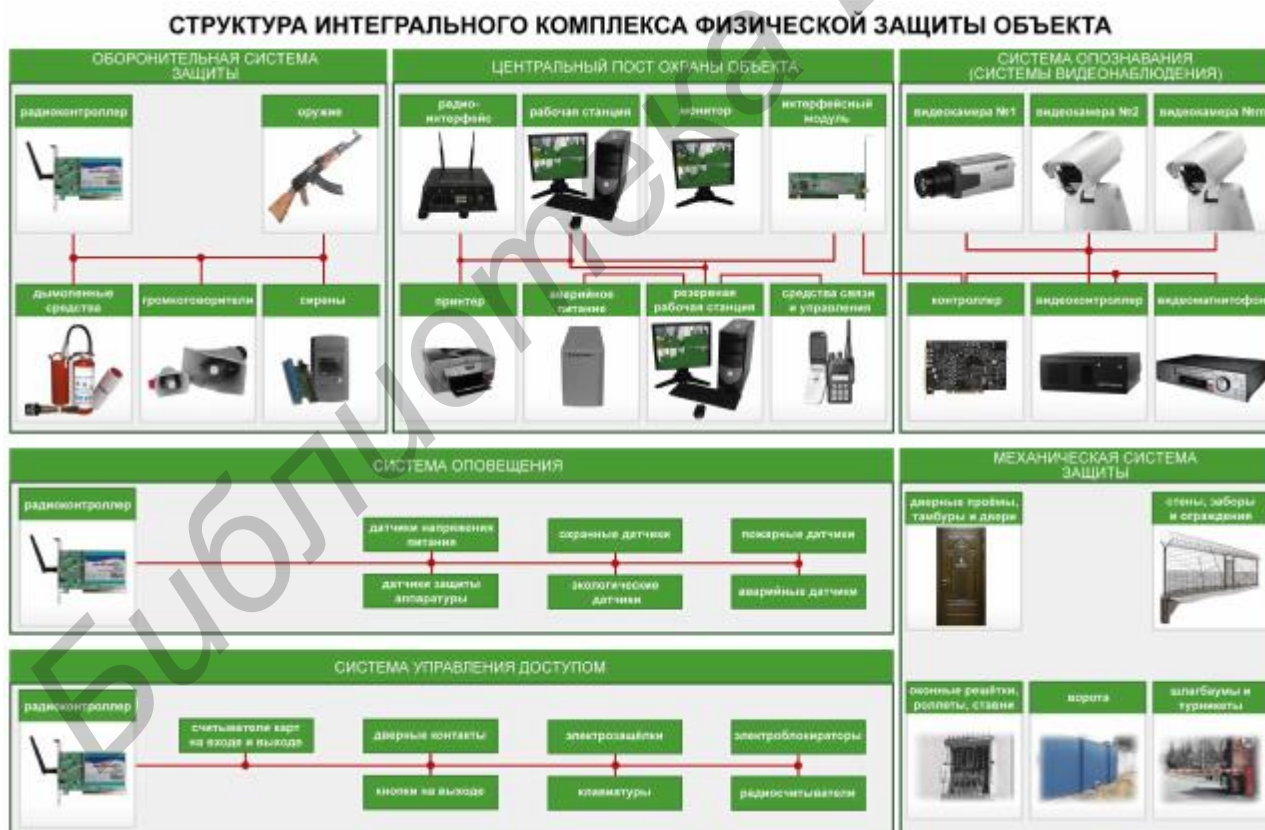 СТРУКТУРА ИНТЕГРАЛЬНОГО КОМПЛЕКСА ФИЗИЧЕСКОЙ ЗАЩИТЫ ОБЪЕКТА
ОБОРОНИТЕЛЬНАЯ СИСТЕМА
ЗАЩИТЫ
радиоконтроллер
оружие
дымопенные
средства
громкоговорители
сирены
ЦЕНТРАЛЬНЫЙ ПОСТ ОХРАНЫ ОБЪЕКТА
радио-
интерфейс
рабочая станция
монитор
интерфейсный
модуль
принтер
аварийное
питание
резервная
рабочая станция
средства связи
и управления
СИСТЕМА ОПОЗНАВАНИЯ
(СИСТЕМЫ ВИДЕОНАБЛЮДЕНИЯ)
видеокамера №1
видеокамера №2
видеокамера №m
контроллер
видеоконтроллер
видеомагнитофон
СИСТЕМА ОПОВЕЩЕНИЯ
радиоконтроллер
датчики напряжения
питания
охранные датчики
пожарные датчики
датчики защиты
аппаратуры
экологические
датчики
аварийных датчики
МЕХАНИЧЕСКАЯ СИСТЕМА
ЗАЩИТЫ
дверные проёмы,
тамбуры и двери
стены, заборы
и ограждения
оконные решётки,
роллеты, ставни
ворота
шлагбаумы и
турникеты
СИСТЕМА УПРАВЛЕНИЯ ДОСТУПОМ
радиоконтроллер
считыватели карт
на входе и выходе
дверные контакты
электрозащёлки
электроблокираторы
кнопки на выходе
клавиатуры
радиосчитыватели
Библиотека